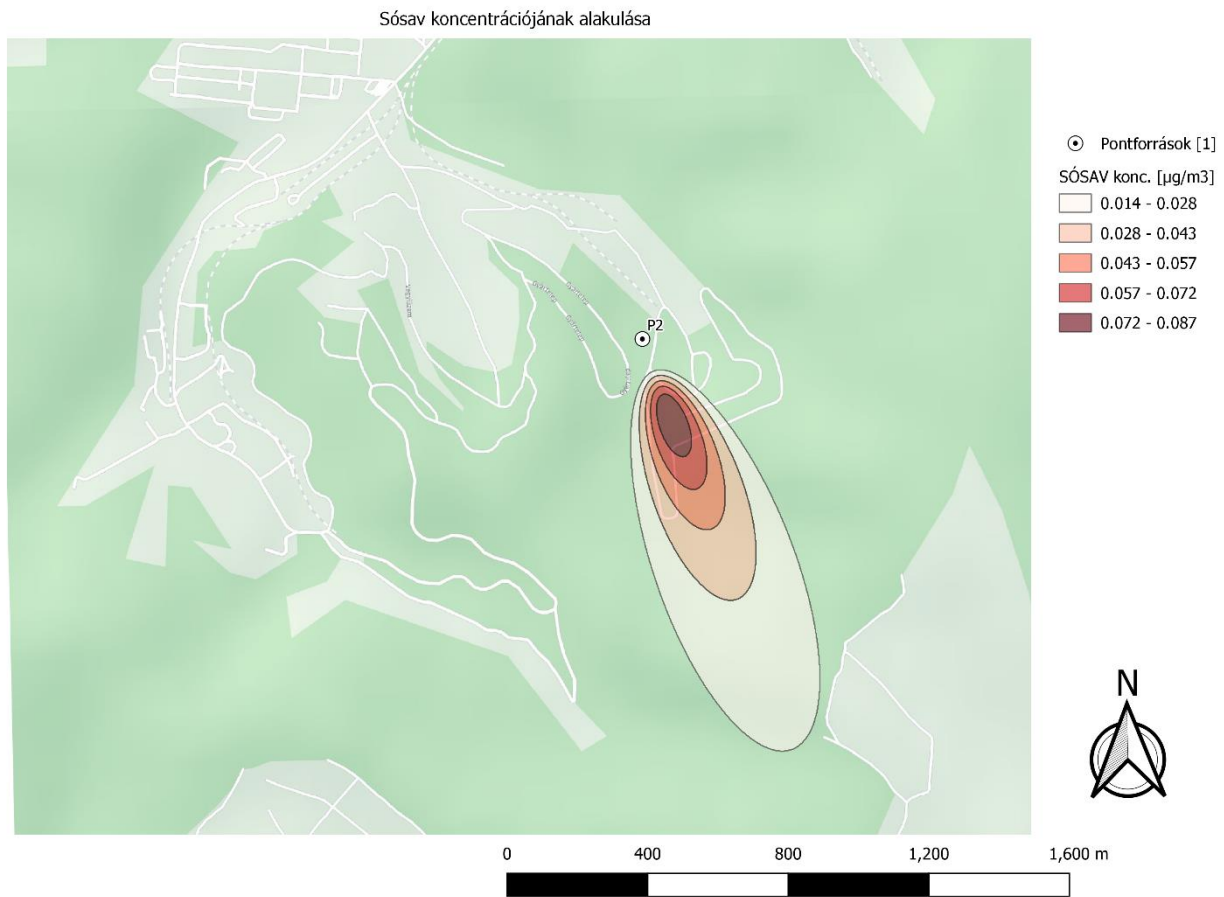 Sósav koncentrációjának alakulása
Pontforrások [1]
SÓSAV konc. [µg/m3]
0.014 - 0.028
0.028 - 0.043
0.043 - 0.057
0.057 - 0.072
0.072 - 0.087
P2
N
0 400 800 1,200 1,600 m